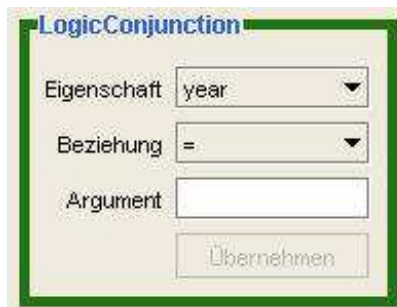 LogicConjunction
Eigenschaft year
Beziehung =
Argument
Übernehmen